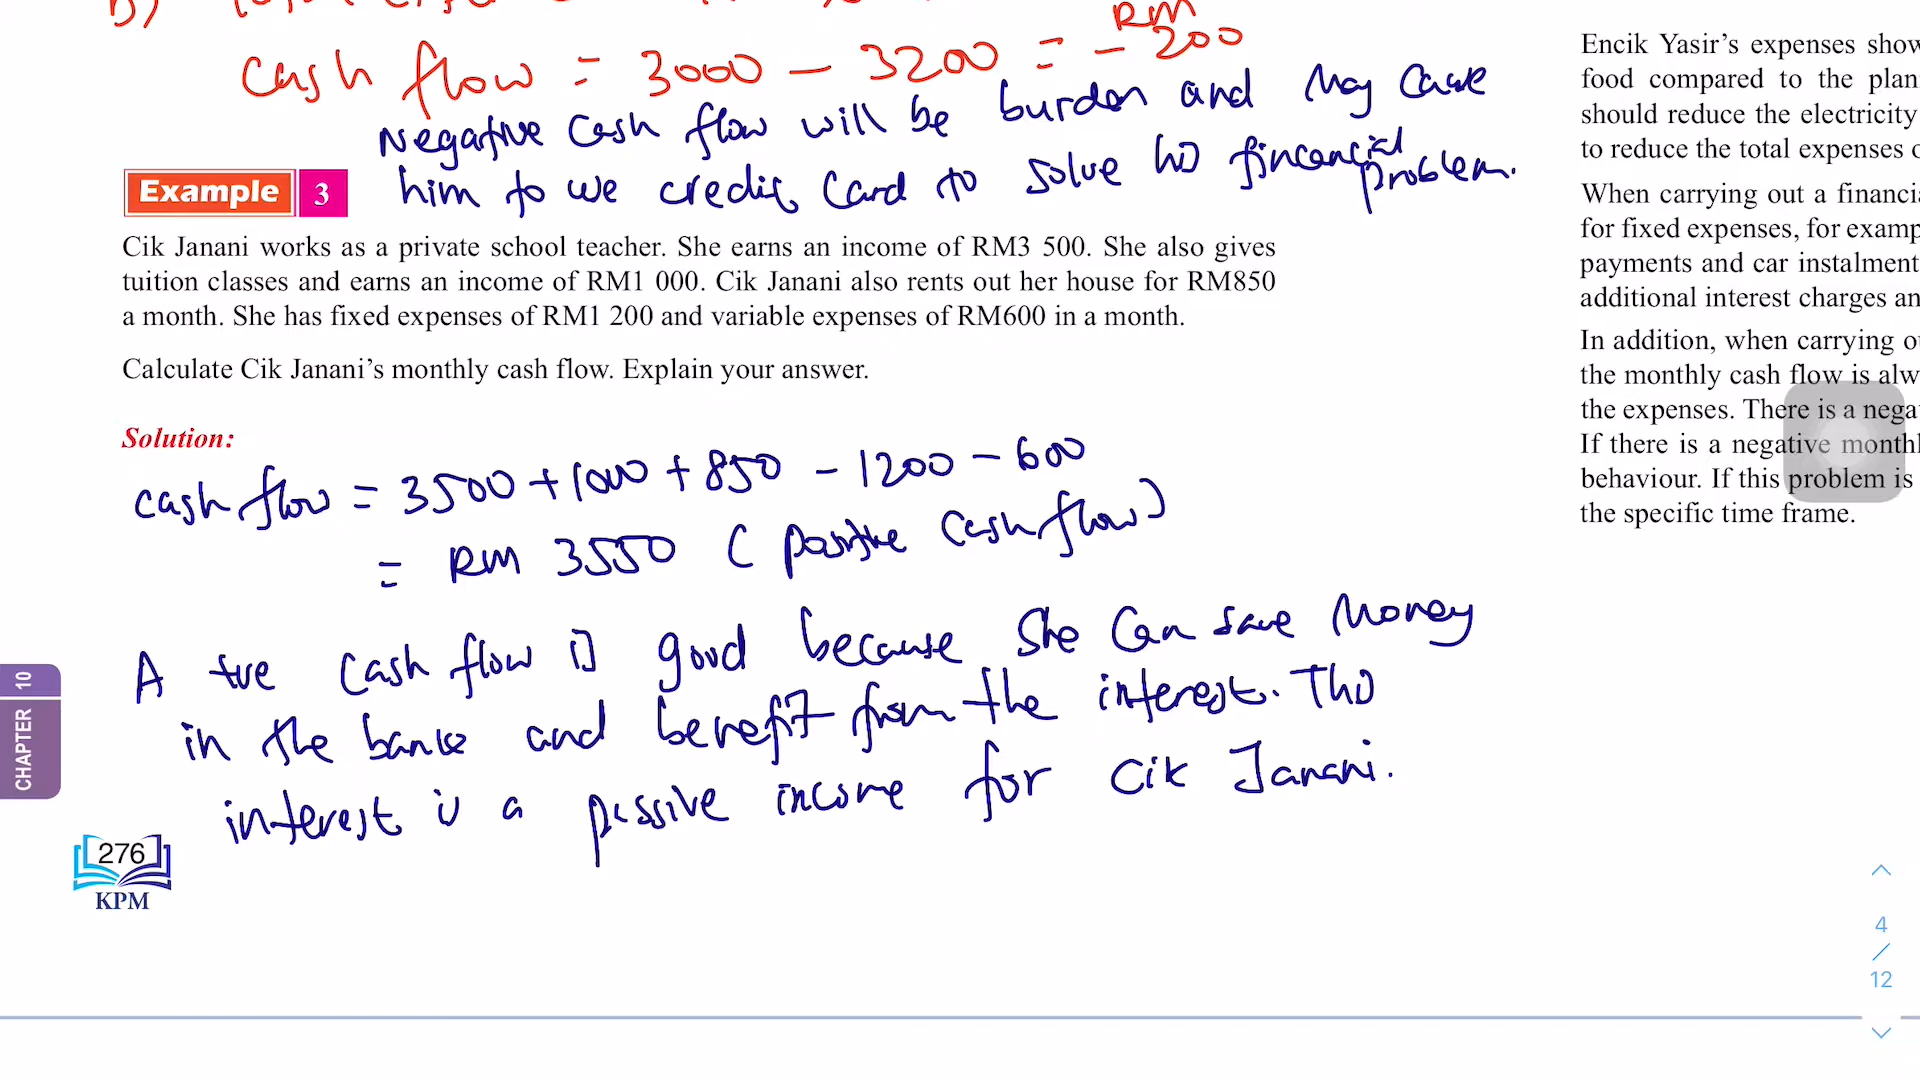 b)
RM
Cash flow = 3000 - 3200 = - 200
Negative cash flow will be burden and may cause
him to use credit card to solve his financial
problem.
Example 3
Cik Janani works as a private school teacher. She earns an income of RM3 500. She also gives
tuition classes and earns an income of RM1 000. Cik Janani also rents out her house for RM850
a month. She has fixed expenses of RM1 200 and variable expenses of RM600 in a month.
Calculate Cik Janani’s monthly cash flow. Explain your answer.
Solution:
cash flow = 3500 + 1000 + 850 - 1200 - 600
= RM 3550 (positive cash flow)
A +ve cash flow is good because she can save money
in the bank and benefit from the interest. This
interest is a passive income for Cik Janani.
CHAPTER 10
276
KPM
Encik Yasir’s expenses show
food compared to the plan
should reduce the electricity
to reduce the total expenses o
When carrying out a financi
for fixed expenses, for examp
payments and car instalment
additional interest charges an
In addition, when carrying o
the monthly cash flow is alw
the expenses. There is a nega
If there is a negative monthl
behaviour. If this problem is
the specific time frame.
4
/
12